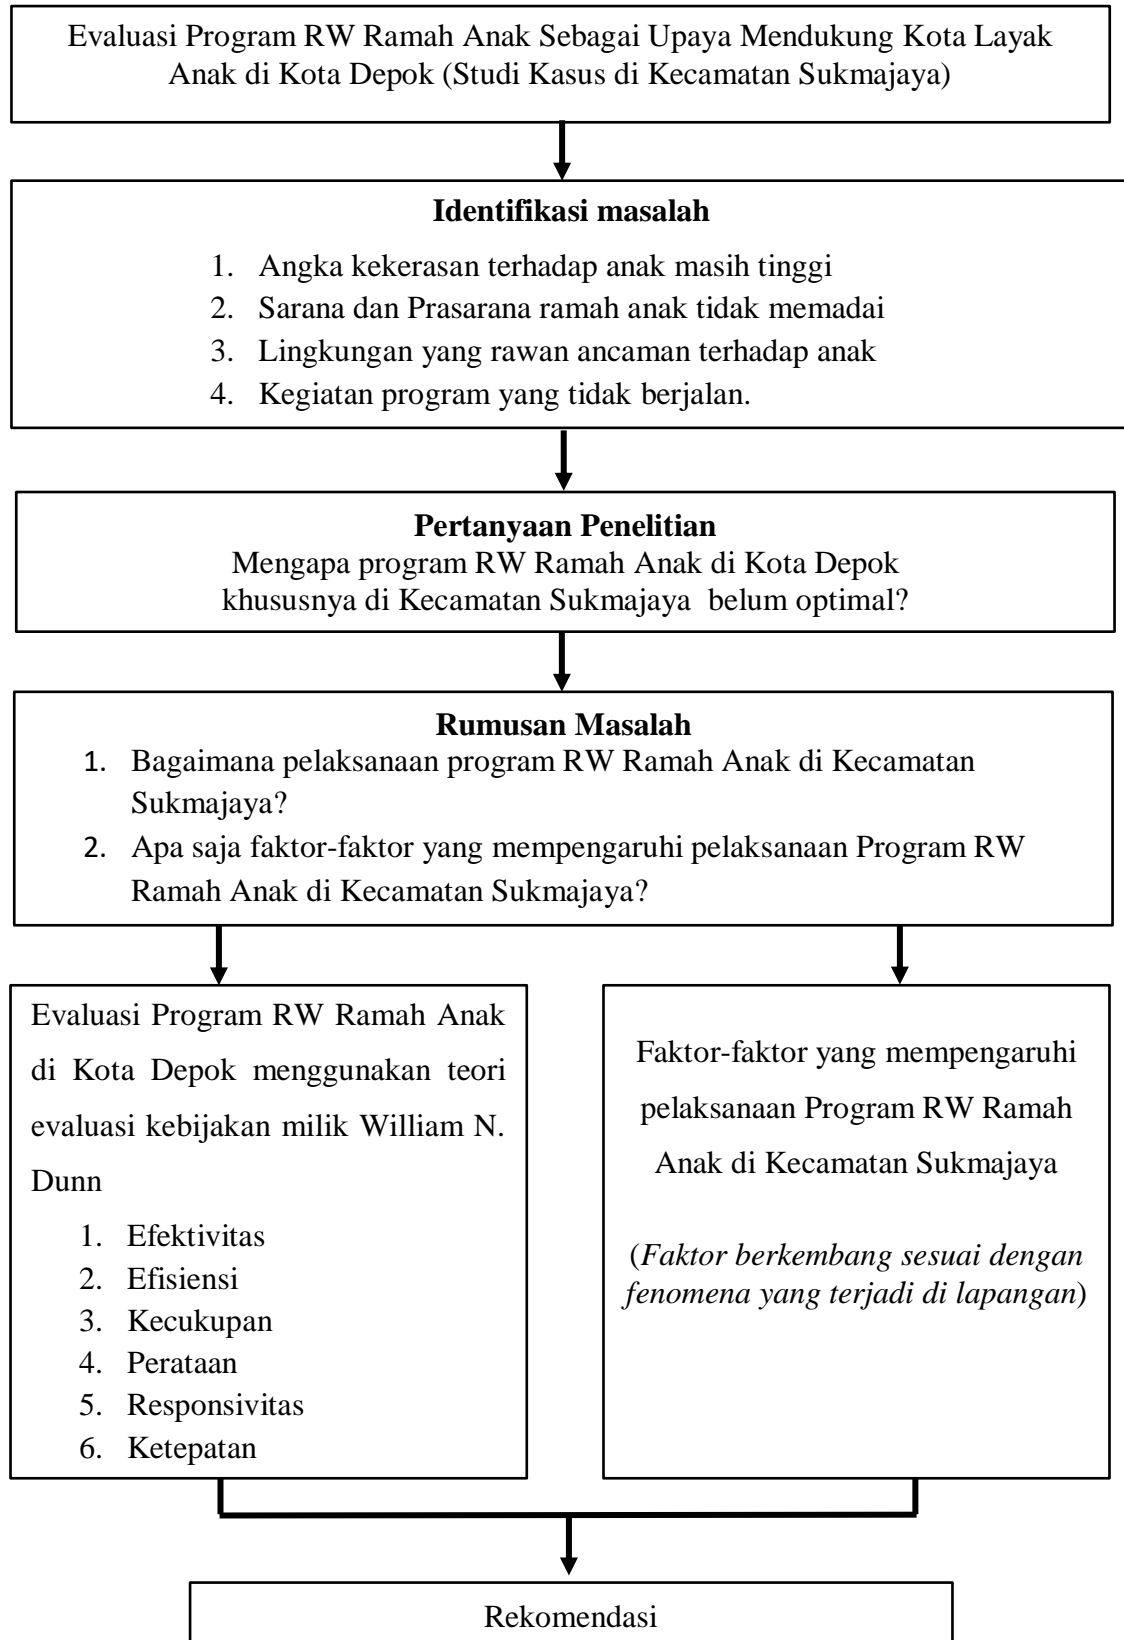 Evaluasi Program RW Ramah Anak Sebagai Upaya Mendukung Kota Layak
Anak di Kota Depok (Studi Kasus di Kecamatan Sukmajaya)
Identifikasi masalah
1. Angka kekerasan terhadap anak masih tinggi
2. Sarana dan Prasarana ramah anak tidak memadai
3. Lingkungan yang rawan ancaman terhadap anak
4. Kegiatan program yang tidak berjalan.
Pertanyaan Penelitian
Mengapa program RW Ramah Anak di Kota Depok
khususnya di Kecamatan Sukmajaya belum optimal?
Rumusan Masalah
1. Bagaimana pelaksanaan program RW Ramah Anak di Kecamatan
Sukmajaya?
2. Apa saja faktor-faktor yang mempengaruhi pelaksanaan Program RW
Ramah Anak di Kecamatan Sukmajaya?
Evaluasi Program RW Ramah Anak
di Kota Depok menggunakan teori
evaluasi kebijakan milik William N.
Dunn
1. Efektivitas
2. Efisiensi
3. Kecukupan
4. Perataan
5. Responsivitas
6. Ketepatan
Faktor-faktor yang mempengaruhi
pelaksanaan Program RW Ramah
Anak di Kecamatan Sukmajaya
(Faktor berkembang sesuai dengan
fenomena yang terjadi di lapangan)
Rekomendasi